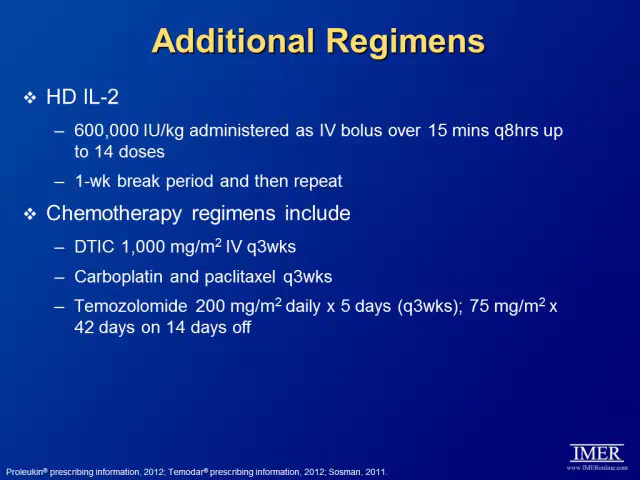 Additional Regimens
❖ HD IL-2
– 600,000 IU/kg administered as IV bolus over 15 mins q8hrs up
to 14 doses
– 1-wk break period and then repeat
❖ Chemotherapy regimens include
– DTIC 1,000 mg/m² IV q3wks
– Carboplatin and paclitaxel q3wks
– Temozolomide 200 mg/m² daily x 5 days (q3wks); 75 mg/m² x
42 days on 14 days off
Proleukin® prescribing information, 2012; Temodar® prescribing information, 2012; Sosman, 2011.
IMER
www.IMERonline.com